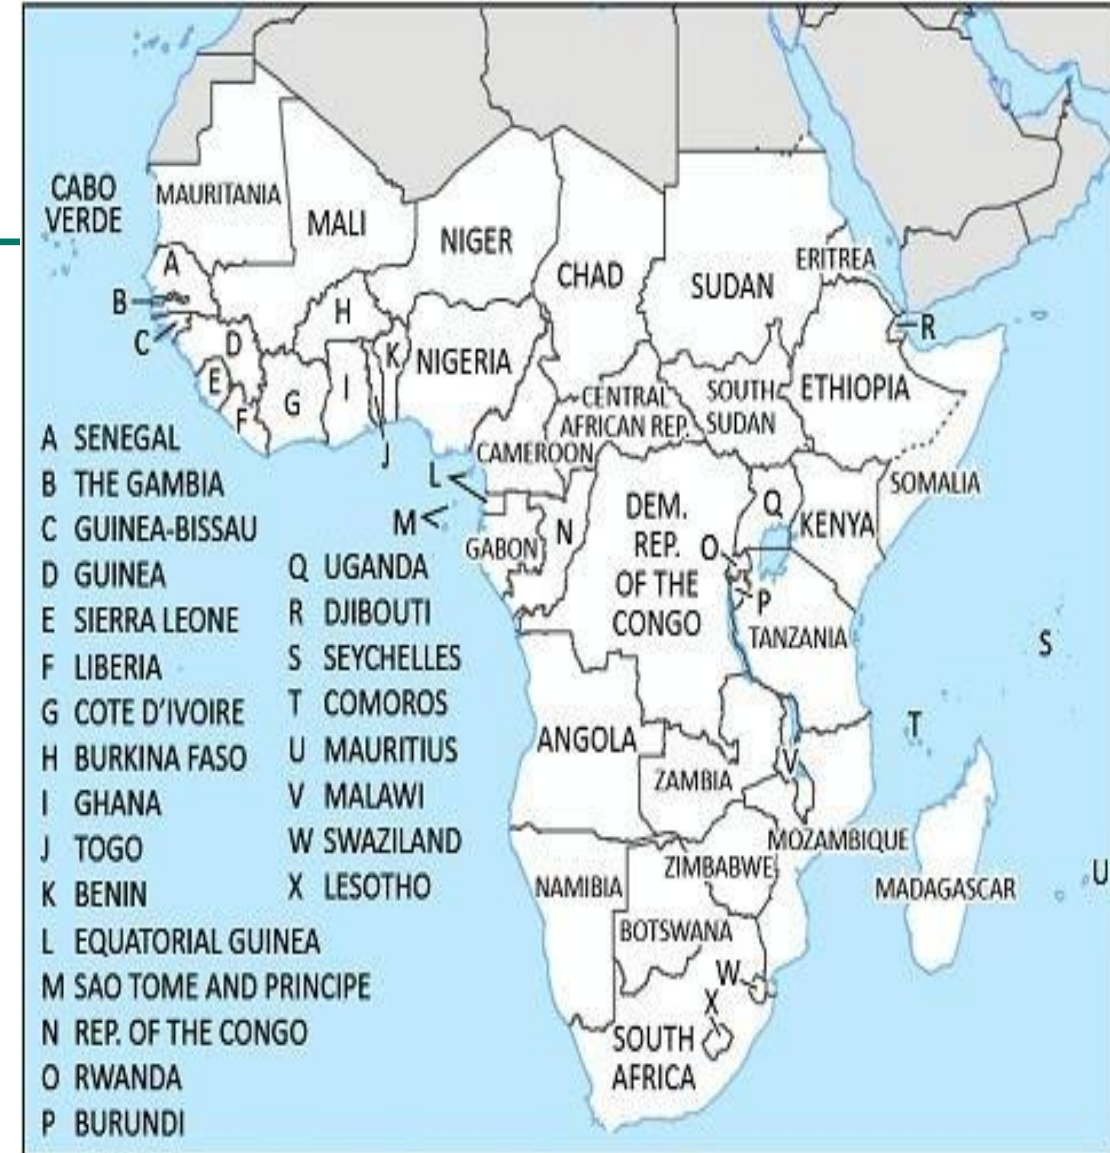 CABO
VERDE
MAURITANIA
MALI
NIGER
CHAD
SUDAN
ERITREA
A
B
C
D
E
F
G
H
I
J
K
NIGERIA
R
ETHIOPIA
SOUTH
SUDAN
CENTRAL
AFRICAN REP.
CAMEROON
SOMALIA
L
M
GABON
N
DEM.
REP.
OF THE
CONGO
O
P
Q
KENYA
TANZANIA
S
T
ANGOLA
ZAMBIA
V
MOZAMBIQUE
ZIMBABWE
NAMIBIA
BOTSWANA
MADAGASCAR
U
W
X
SOUTH
AFRICA
A SENEGAL
B THE GAMBIA
C GUINEA-BISSAU
D GUINEA
E SIERRA LEONE
F LIBERIA
G COTE D'IVOIRE
H BURKINA FASO
I GHANA
J TOGO
K BENIN
L EQUATORIAL GUINEA
M SAO TOME AND PRINCIPE
N REP. OF THE CONGO
O RWANDA
P BURUNDI
Q UGANDA
R DJIBOUTI
S SEYCHELLES
T COMOROS
U MAURITIUS
V MALAWI
W SWAZILAND
X LESOTHO